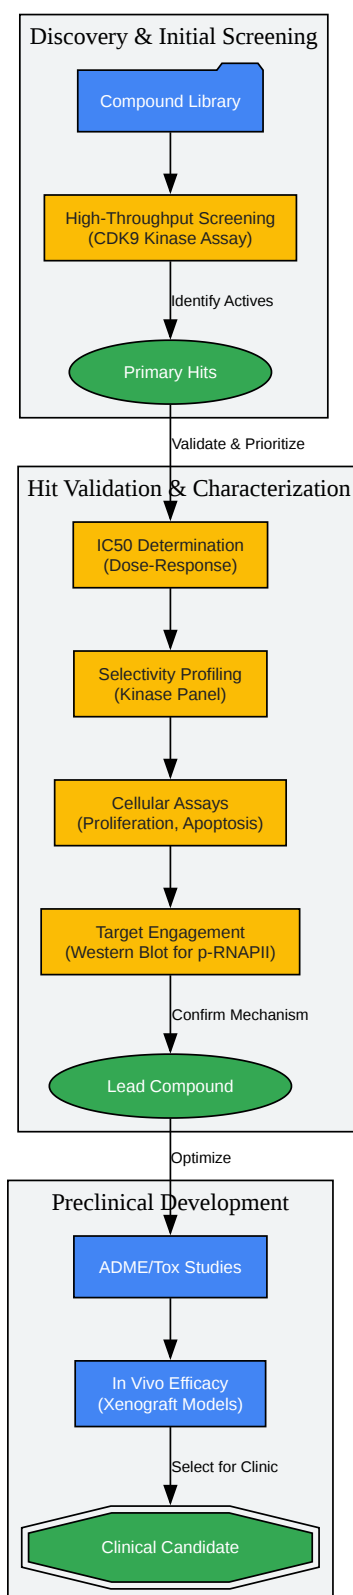 Discovery & Initial Screening
Compound Library
High-Throughput Screening
(CDK9 Kinase Assay)
Identify Actives
Primary Hits
Validate & Prioritize
Hit Validation & Characterization
IC50 Determination
(Dose-Response)
Selectivity Profiling
(Kinase Panel)
Cellular Assays
(Proliferation, Apoptosis)
Target Engagement
(Western Blot for p-RNAPII)
Confirm Mechanism
Lead Compound
Optimize
Preclinical Development
ADME/Tox Studies
In Vivo Efficacy
(Xenograft Models)
Select for Clinic
Clinical Candidate